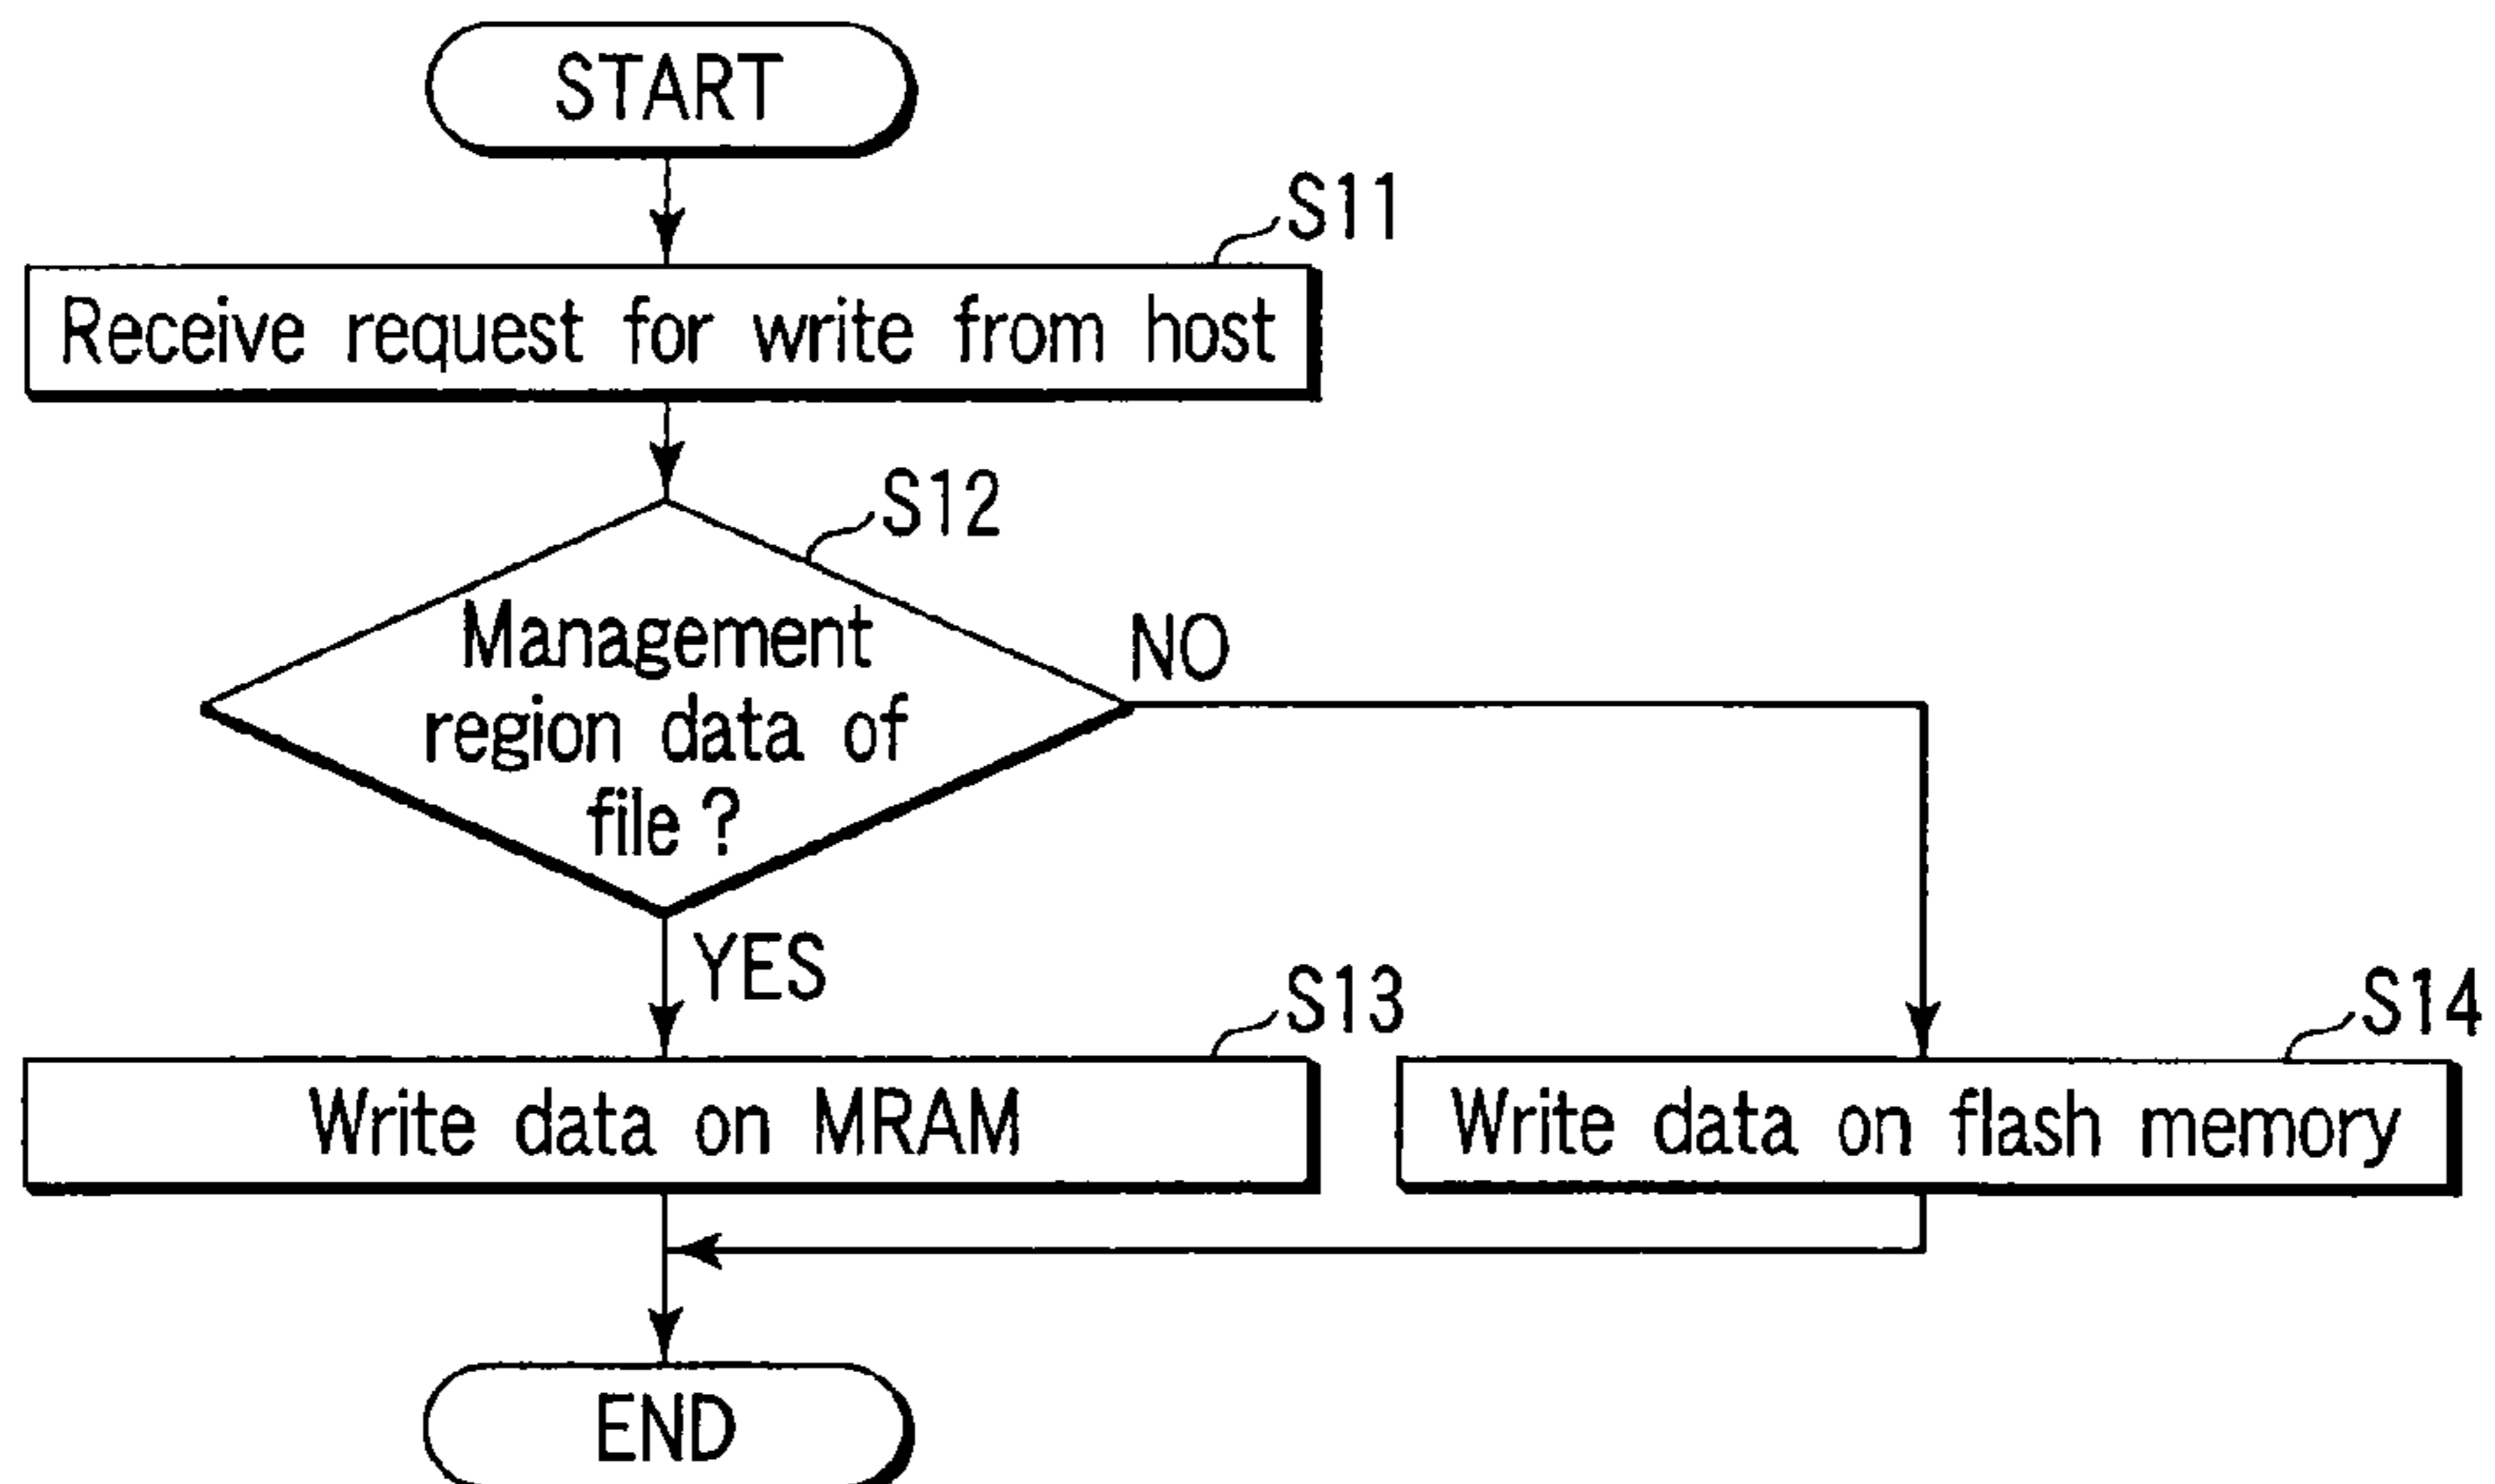 START
S11
Receive request for write from host
S12
Management
region data of
file ?
NO
YES
S13
Write data on MRAM
S14
Write data on flash memory
END